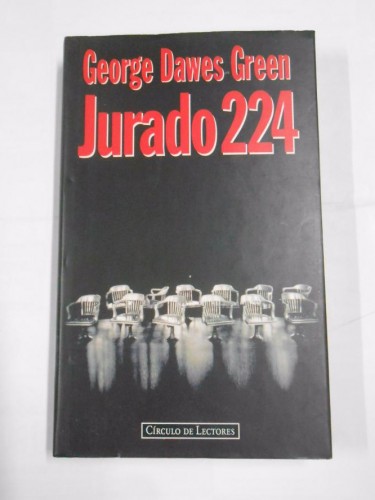 George Dawes Green
Jurado 224
CÍRCULO DE LECTORES